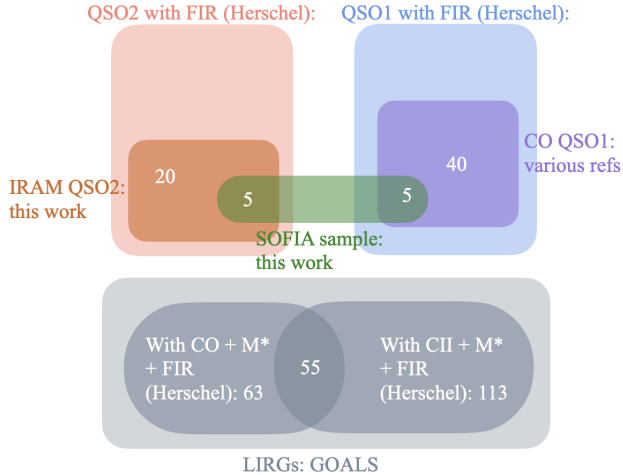 QSO2 with FIR (Herschel):
QSO1 with FIR (Herschel):
20
40
CO QSO1:
various refs
IRAM QSO2:
this work
5
5
SOFIA sample:
this work
With CO + M*
+ FIR
(Herschel): 63
55
With CII + M*
+ FIR
(Herschel): 113
LIRGs: GOALS